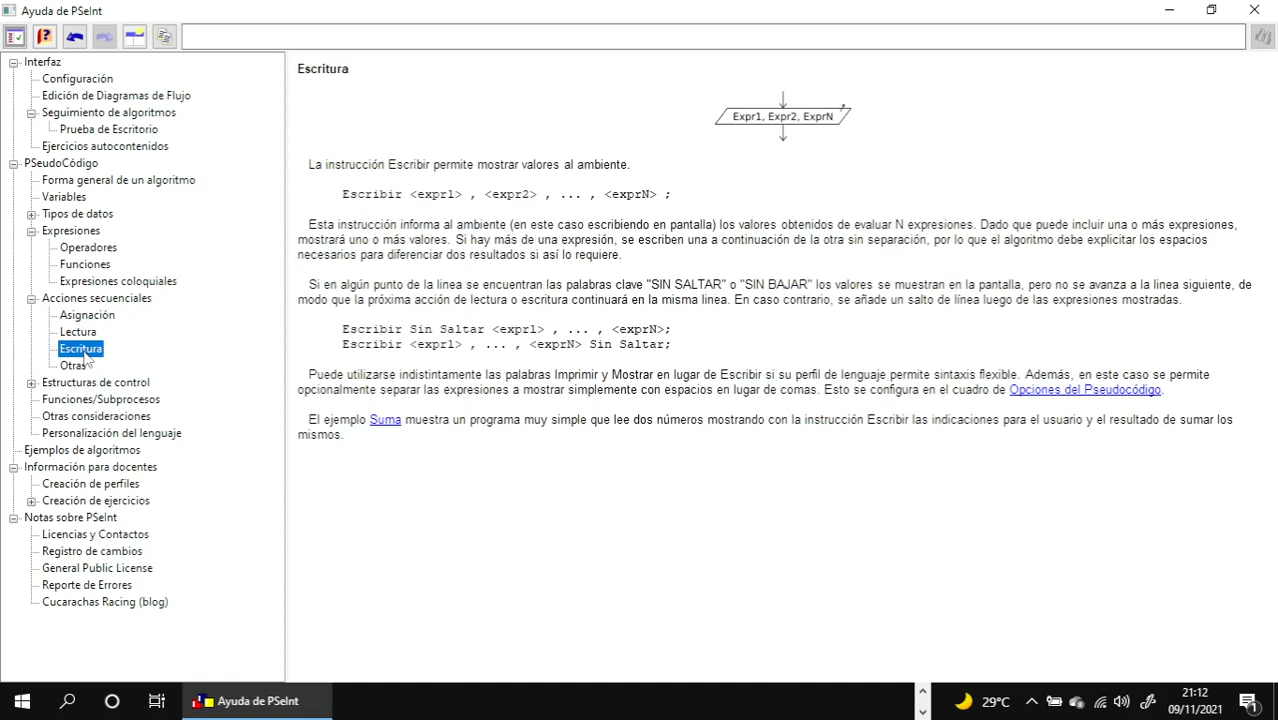 Ayuda de PSeInt
Interfaz
Configuración
Edición de Diagramas de Flujo
Seguimiento de algoritmos
Prueba de Escritorio
Ejercicios autocontenidos
PSeudoCódigo
Forma general de un algoritmo
Variables
Tipos de datos
Expresiones
Operadores
Funciones
Expresiones coloquiales
Acciones secuenciales
Asignación
Lectura
Escritura
Otras
Estructuras de control
Funciones/Subprocesos
Otras consideraciones
Personalización del lenguaje
Ejemplos de algoritmos
Información para docentes
Creación de perfiles
Creación de ejercicios
Notas sobre PSeInt
Licencias y Contactos
Registro de cambios
General Public License
Reporte de Errores
Cucarachas Racing (blog)
Escritura
Expr1, Expr2, ExprN
La instrucción Escribir permite mostrar valores al ambiente.
Escribir <expr1> , <expr2> , ... , <exprN> ;
Esta instrucción informa al ambiente (en este caso escribiendo en pantalla) los valores obtenidos de evaluar N expresiones. Dado que puede incluir una o más expresiones,
mostrará uno o más valores. Si hay más de una expresión, se escriben una a continuación de la otra sin separación, por lo que el algoritmo debe explicitar los espacios
necesarios para diferenciar dos resultados si así lo requiere.
Si en algún punto de la linea se encuentran las palabras clave "SIN SALTAR" o "SIN BAJAR" los valores se muestran en la pantalla, pero no se avanza a la linea siguiente, de
modo que la próxima acción de lectura o escritura continuará en la misma linea. En caso contrario, se añade un salto de línea luego de las expresiones mostradas.
Escribir Sin Saltar <expr1> , ... , <exprN>;
Escribir <expr1> , ... , <exprN> Sin Saltar;
Puede utilizarse indistintamente las palabras Imprimir y Mostrar en lugar de Escribir si su perfil de lenguaje permite sintaxis flexible. Además, en este caso se permite
opcionalmente separar las expresiones a mostrar simplemente con espacios en lugar de comas. Esto se configura en el cuadro de Opciones del Pseudocódigo.
El ejemplo Suma muestra un programa muy simple que lee dos números mostrando con la instrucción Escribir las indicaciones para el usuario y el resultado de sumar los
mismos.
Ayuda de PSeInt
29°C
21:12
09/11/2021
1